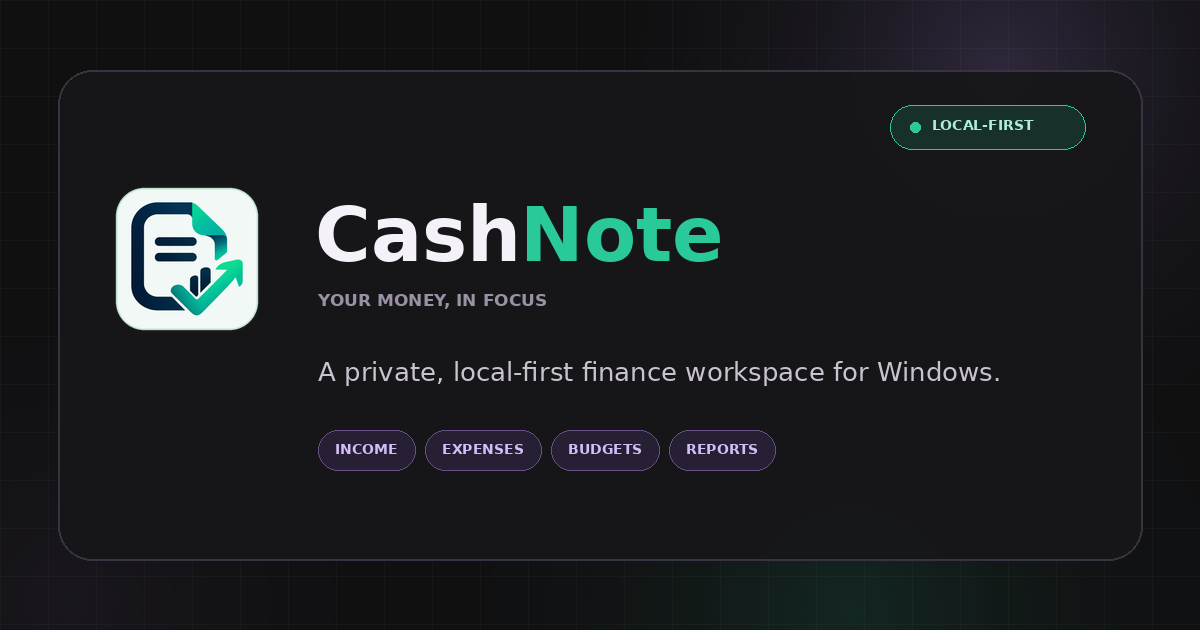 LOCAL-FIRST
CashNote
YOUR MONEY, IN FOCUS
A private, local-first finance workspace for Windows.
INCOME EXPENSES BUDGETS REPORTS